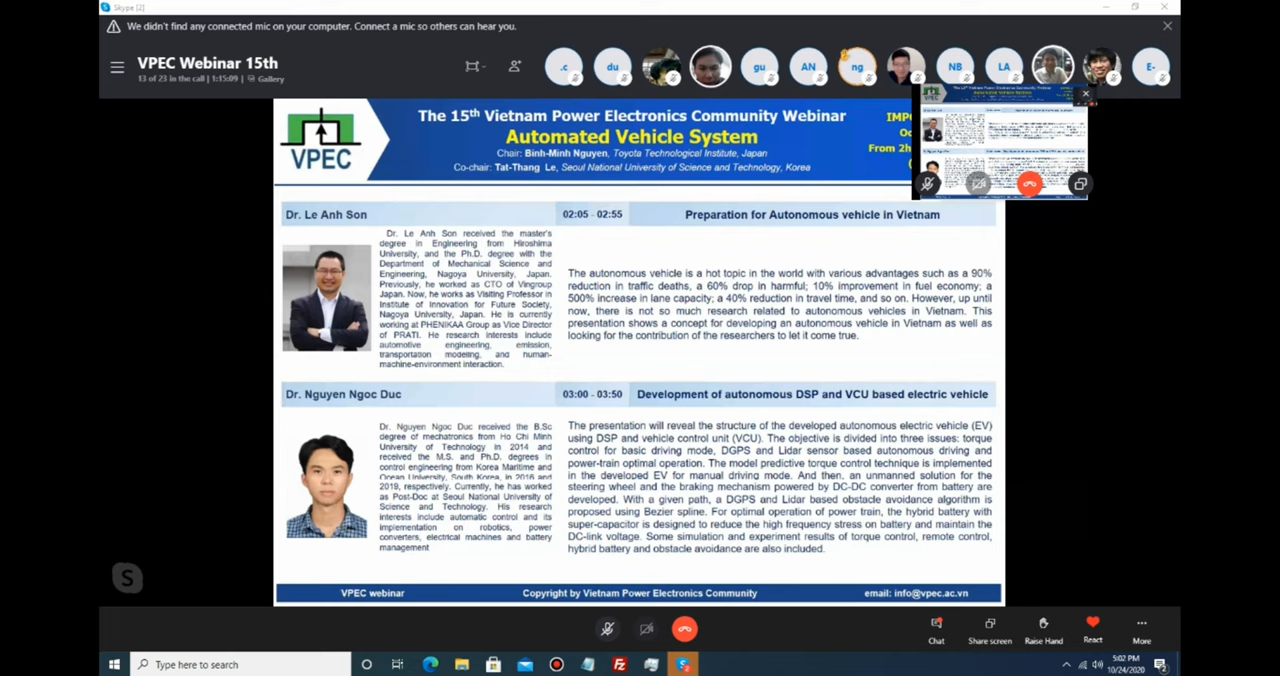 Skype [2]
We didn't find any connected mic on your computer. Connect a mic so others can hear you.
VPEC Webinar 15th
13 of 23 in the call | 1:15:09 | Gallery
.c
du
gu
AN
ng
NB
LA
E-
VPEC
The 15th Vietnam Power Electronics Community Webinar
Automated Vehicle System
Chair: Binh-Minh Nguyen, Toyota Technological Institute, Japan
Co-chair: Tat-Thang Le, Seoul National University of Science and Technology, Korea
From 2h
Dr. Le Anh Son
02:05 - 02:55
Preparation for Autonomous vehicle in Vietnam
Dr. Le Anh Son received the master's
degree in Engineering from Hiroshima
University, and the Ph.D. degree with the
Department of Mechanical Science and
Engineering, Nagoya University, Japan.
Previously, he worked as CTO of Vingroup
Japan. Now, he works as Visiting Professor in
Institute of Innovation for Future Society,
Nagoya University, Japan. He is currently
working at PHENIKAA Group as Vice Director
of PRATI. He research interests include
automotive engineering, emission,
transportation modeling, and human-
machine-environment interaction.
The autonomous vehicle is a hot topic in the world with various advantages such as a 90%
reduction in traffic deaths, a 60% drop in harmful; 10% improvement in fuel economy; a
500% increase in lane capacity; a 40% reduction in travel time, and so on. However, up until
now, there is not so much research related to autonomous vehicles in Vietnam. This
presentation shows a concept for developing an autonomous vehicle in Vietnam as well as
looking for the contribution of the researchers to let it come true.
Dr. Nguyen Ngoc Duc
03:00 - 03:50
Development of autonomous DSP and VCU based electric vehicle
Dr. Nguyen Ngoc Duc received the B.Sc
degree of mechatronics from Ho Chi Minh
University of Technology in 2014 and
received the M.S. and Ph.D. degrees in
control engineering from Korea Maritime and
Ocean University, South Korea, in 2016 and
2019, respectively. Currently, he has worked
as Post-Doc at Seoul National University of
Science and Technology. His research
interests include automatic control and its
implementation on robotics, power
converters, electrical machines and battery
management
The presentation will reveal the structure of the developed autonomous electric vehicle (EV)
using DSP and vehicle control unit (VCU). The objective is divided into three issues: torque
control for basic driving mode, DGPS and Lidar sensor based autonomous driving and
power-train optimal operation. The model predictive torque control technique is implemented
in the developed EV for manual driving mode. And then, an unmanned solution for the
steering wheel and the braking mechanism powered by DC-DC converter from battery are
developed. With a given path, a DGPS and Lidar based obstacle avoidance algorithm is
proposed using Bezier spline. For optimal operation of power train, the hybrid battery with
super-capacitor is designed to reduce the high frequency stress on battery and maintain the
DC-link voltage. Some simulation and experiment results of torque control, remote control,
hybrid battery and obstacle avoidance are also included.
VPEC webinar
Copyright by Vietnam Power Electronics Community
email: info@vpec.ac.vn
Chat
Share screen
Raise Hand
React
More
Type here to search
5:02 PM
10/24/2020